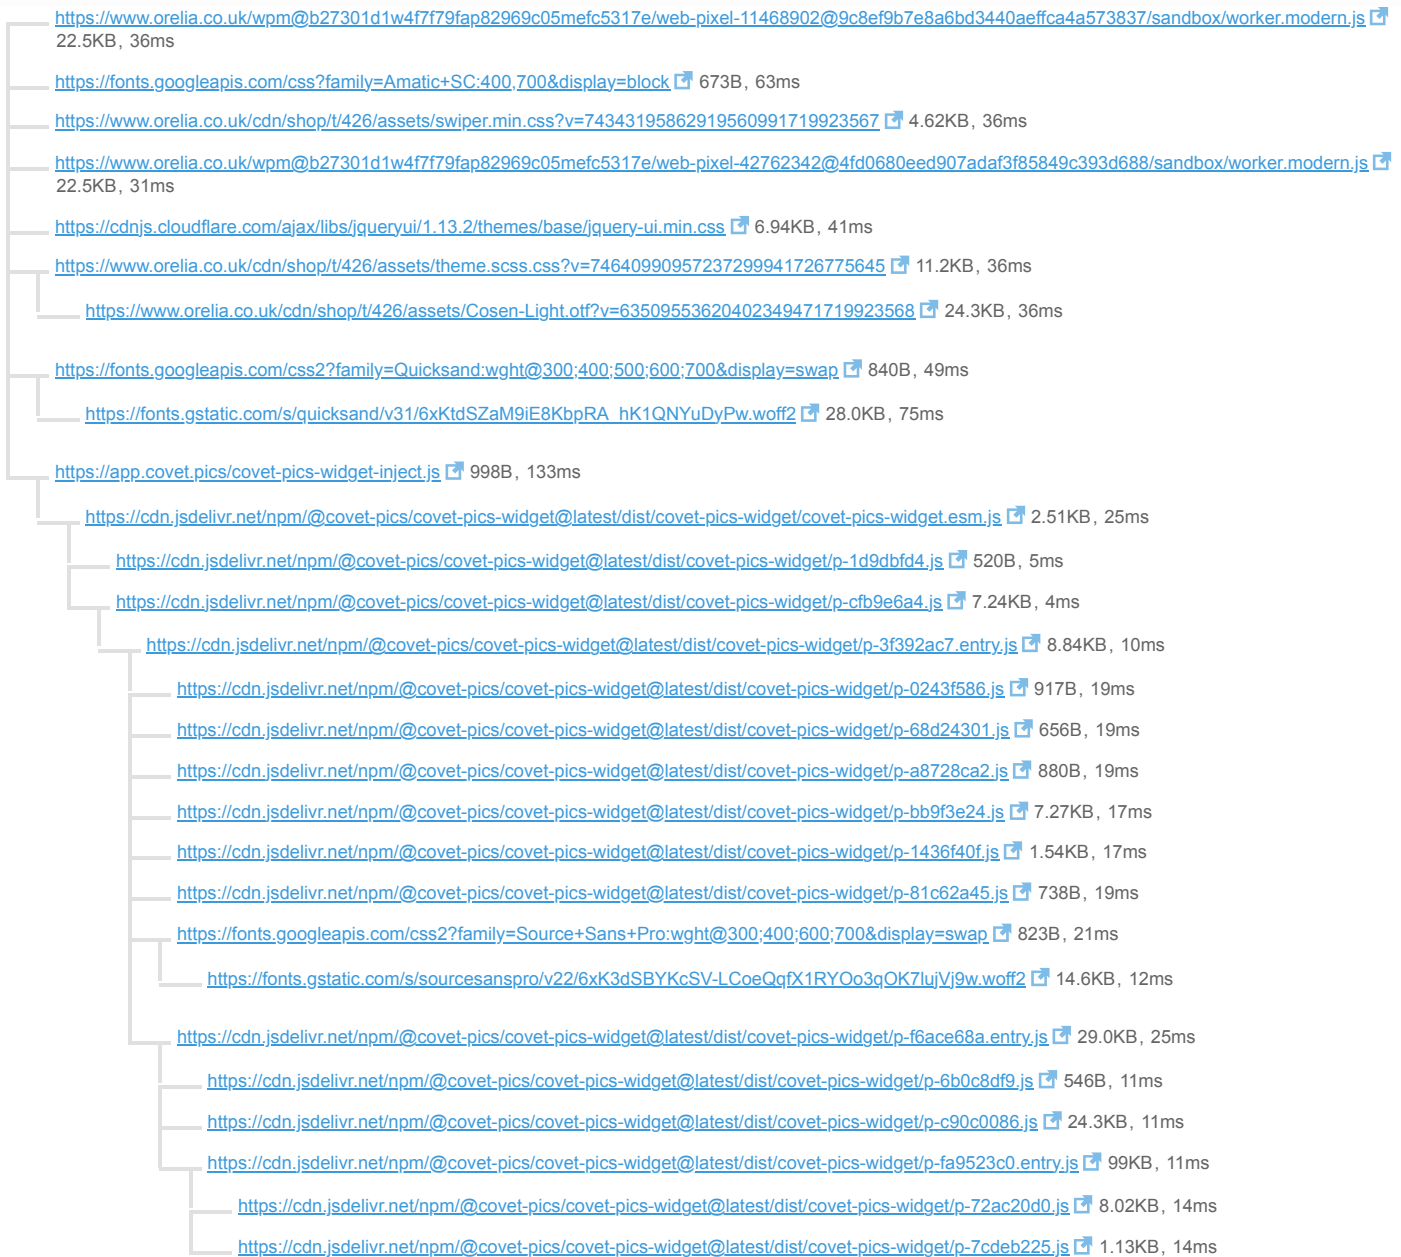 https://www.orelia.co.uk/wpm@b27301d1w4f7f79fap82969c05mefc5317e/web-pixel-11468902@9c8ef9b7e8a6bd3440aeffca4a573837/sandbox/worker.modern.js
22.5KB, 36ms
https://fonts.googleapis.com/css?family=Amatic+SC:400,700&display=block 673B, 63ms
https://www.orelia.co.uk/cdn/shop/t/426/assets/swiper.min.css?v=74343195862919560991719923567 4.62KB, 36ms
https://www.orelia.co.uk/wpm@b27301d1w4f7f79fap82969c05mefc5317e/web-pixel-42762342@4fd0680eed907adaf3f85849c393d688/sandbox/worker.modern.js
22.5KB, 31ms
https://cdnjs.cloudflare.com/ajax/libs/jqueryui/1.13.2/themes/base/jquery-ui.min.css 6.94KB, 41ms
https://www.orelia.co.uk/cdn/shop/t/426/assets/theme.scss.css?v=74640990957237299941726775645 11.2KB, 36ms
https://www.orelia.co.uk/cdn/shop/t/426/assets/Cosen-Light.otf?v=63509553620402349471719923568 24.3KB, 36ms
https://fonts.googleapis.com/css2?family=Quicksand:wght@300;400;500;600;700&display=swap 840B, 49ms
https://fonts.gstatic.com/s/quicksand/v31/6xKtdSZaM9iE8KbpRA_hK1QNYuDyPw.woff2 28.0KB, 75ms
https://app.covet.pics/covet-pics-widget-inject.js 998B, 133ms
https://cdn.jsdelivr.net/npm/@covet-pics/covet-pics-widget@latest/dist/covet-pics-widget/covet-pics-widget.esm.js 2.51KB, 25ms
https://cdn.jsdelivr.net/npm/@covet-pics/covet-pics-widget@latest/dist/covet-pics-widget/p-1d9dbfd4.js 520B, 5ms
https://cdn.jsdelivr.net/npm/@covet-pics/covet-pics-widget@latest/dist/covet-pics-widget/p-cfb9e6a4.js 7.24KB, 4ms
https://cdn.jsdelivr.net/npm/@covet-pics/covet-pics-widget@latest/dist/covet-pics-widget/p-3f392ac7.entry.js 8.84KB, 10ms
https://cdn.jsdelivr.net/npm/@covet-pics/covet-pics-widget@latest/dist/covet-pics-widget/p-0243f586.js 917B, 19ms
https://cdn.jsdelivr.net/npm/@covet-pics/covet-pics-widget@latest/dist/covet-pics-widget/p-68d24301.js 656B, 19ms
https://cdn.jsdelivr.net/npm/@covet-pics/covet-pics-widget@latest/dist/covet-pics-widget/p-a8728ca2.js 880B, 19ms
https://cdn.jsdelivr.net/npm/@covet-pics/covet-pics-widget@latest/dist/covet-pics-widget/p-bb9f3e24.js 7.27KB, 17ms
https://cdn.jsdelivr.net/npm/@covet-pics/covet-pics-widget@latest/dist/covet-pics-widget/p-1436f40f.js 1.54KB, 17ms
https://cdn.jsdelivr.net/npm/@covet-pics/covet-pics-widget@latest/dist/covet-pics-widget/p-81c62a45.js 738B, 19ms
https://fonts.googleapis.com/css2?family=Source+Sans+Pro:wght@300;400;600;700&display=swap 823B, 21ms
https://fonts.gstatic.com/s/sourcesanspro/v22/6xK3dSBYKcSV-LCoeQqfX1RYOo3qOK7lujVj9w.woff2 14.6KB, 12ms
https://cdn.jsdelivr.net/npm/@covet-pics/covet-pics-widget@latest/dist/covet-pics-widget/p-f6ace68a.entry.js 29.0KB, 25ms
https://cdn.jsdelivr.net/npm/@covet-pics/covet-pics-widget@latest/dist/covet-pics-widget/p-6b0c8df9.js 546B, 11ms
https://cdn.jsdelivr.net/npm/@covet-pics/covet-pics-widget@latest/dist/covet-pics-widget/p-c90c0086.js 24.3KB, 11ms
https://cdn.jsdelivr.net/npm/@covet-pics/covet-pics-widget@latest/dist/covet-pics-widget/p-fa9523c0.entry.js 99KB, 11ms
https://cdn.jsdelivr.net/npm/@covet-pics/covet-pics-widget@latest/dist/covet-pics-widget/p-72ac20d0.js 8.02KB, 14ms
https://cdn.jsdelivr.net/npm/@covet-pics/covet-pics-widget@latest/dist/covet-pics-widget/p-7cdeb225.js 1.13KB, 14ms